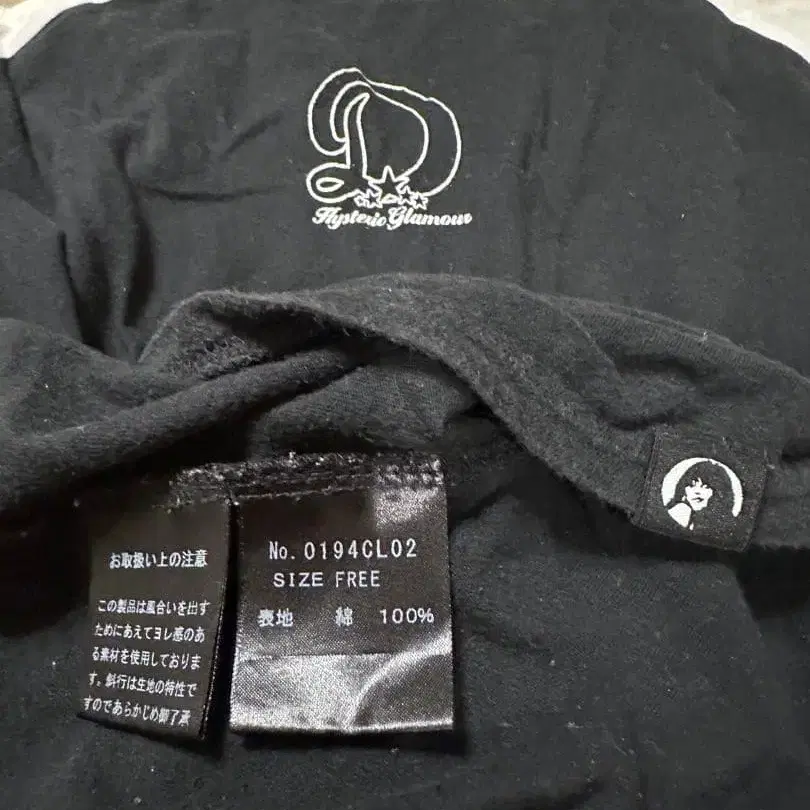 Hysteric Glamour
No. 0194CL02
SIZE FREE
表地 綿 100%
お取扱い上の注意
この製品は風合いを出す
ためにあえてヨレ感のあ
る素材を使用しておりま
す。斜行は生地の特性で
すのであらかじめ御了承